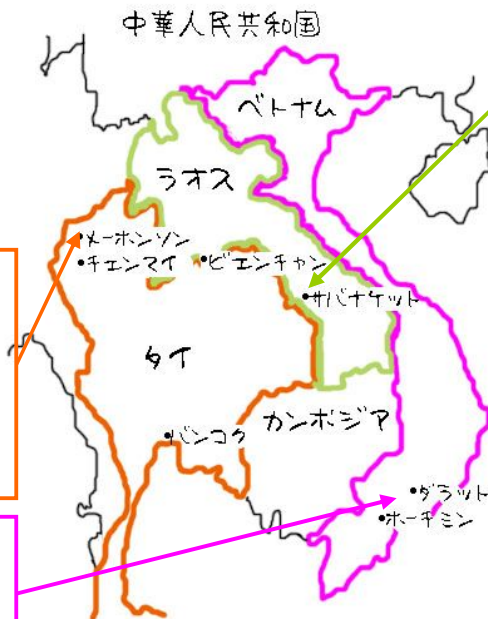 中華人民共和国
ベトナム
ラオス
•メーホンソン
•チェンマイ
•ビエンチャン
•サバナケット
タイ
カンボジア
•バンコク
•ダラット
•ホーチミン